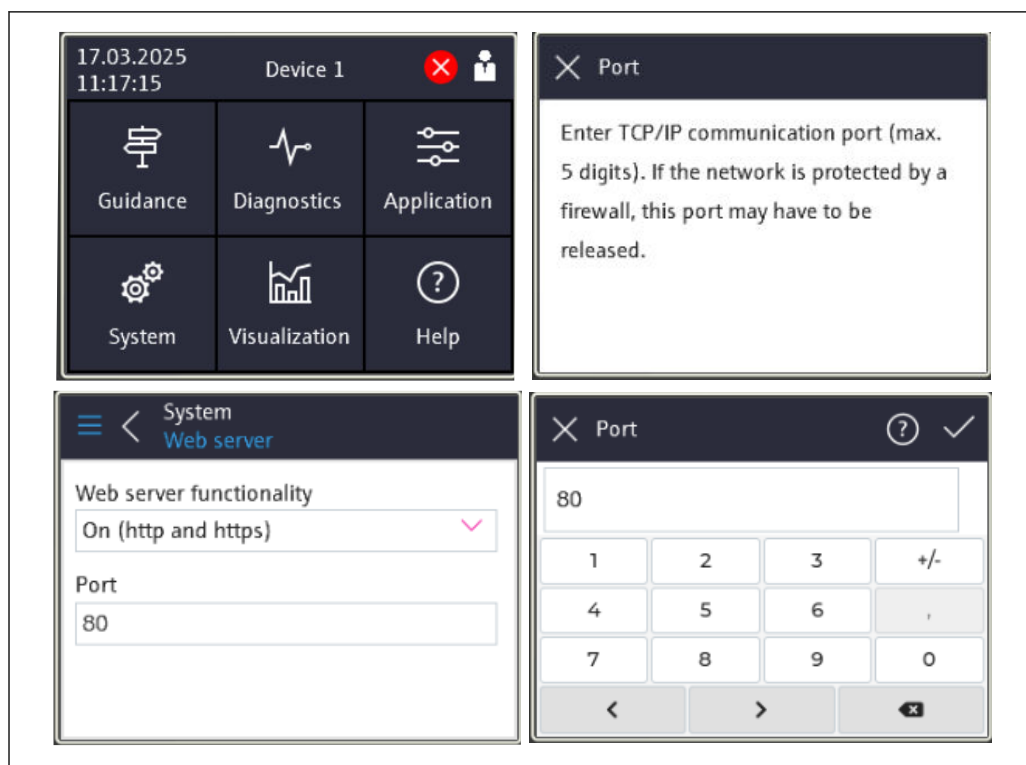 17.03.2025
11:17:15
Device 1
Guidance
Diagnostics
Application
System
Visualization
Help
Port
Enter TCP/IP communication port (max.
5 digits). If the network is protected by a
firewall, this port may have to be
released.
System
Web server
Web server functionality
On (http and https)
Port
80
Port
?
80
1 2 3 +/-
4 5 6 ,
7 8 9 0